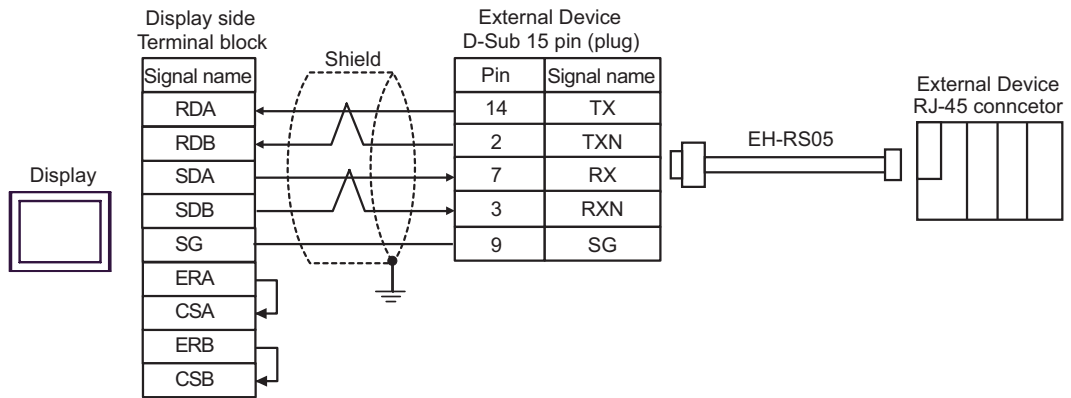 Display side
Terminal block
External Device
D-Sub 15 pin (plug)
Shield
Signal name
Pin Signal name
External Device
RJ-45 conncetor
RDA 14 TX
RDB 2 TXN
EH-RS05
SDA 7 RX
Display
SDB 3 RXN
SG 9 SG
ERA
CSA
ERB
CSB